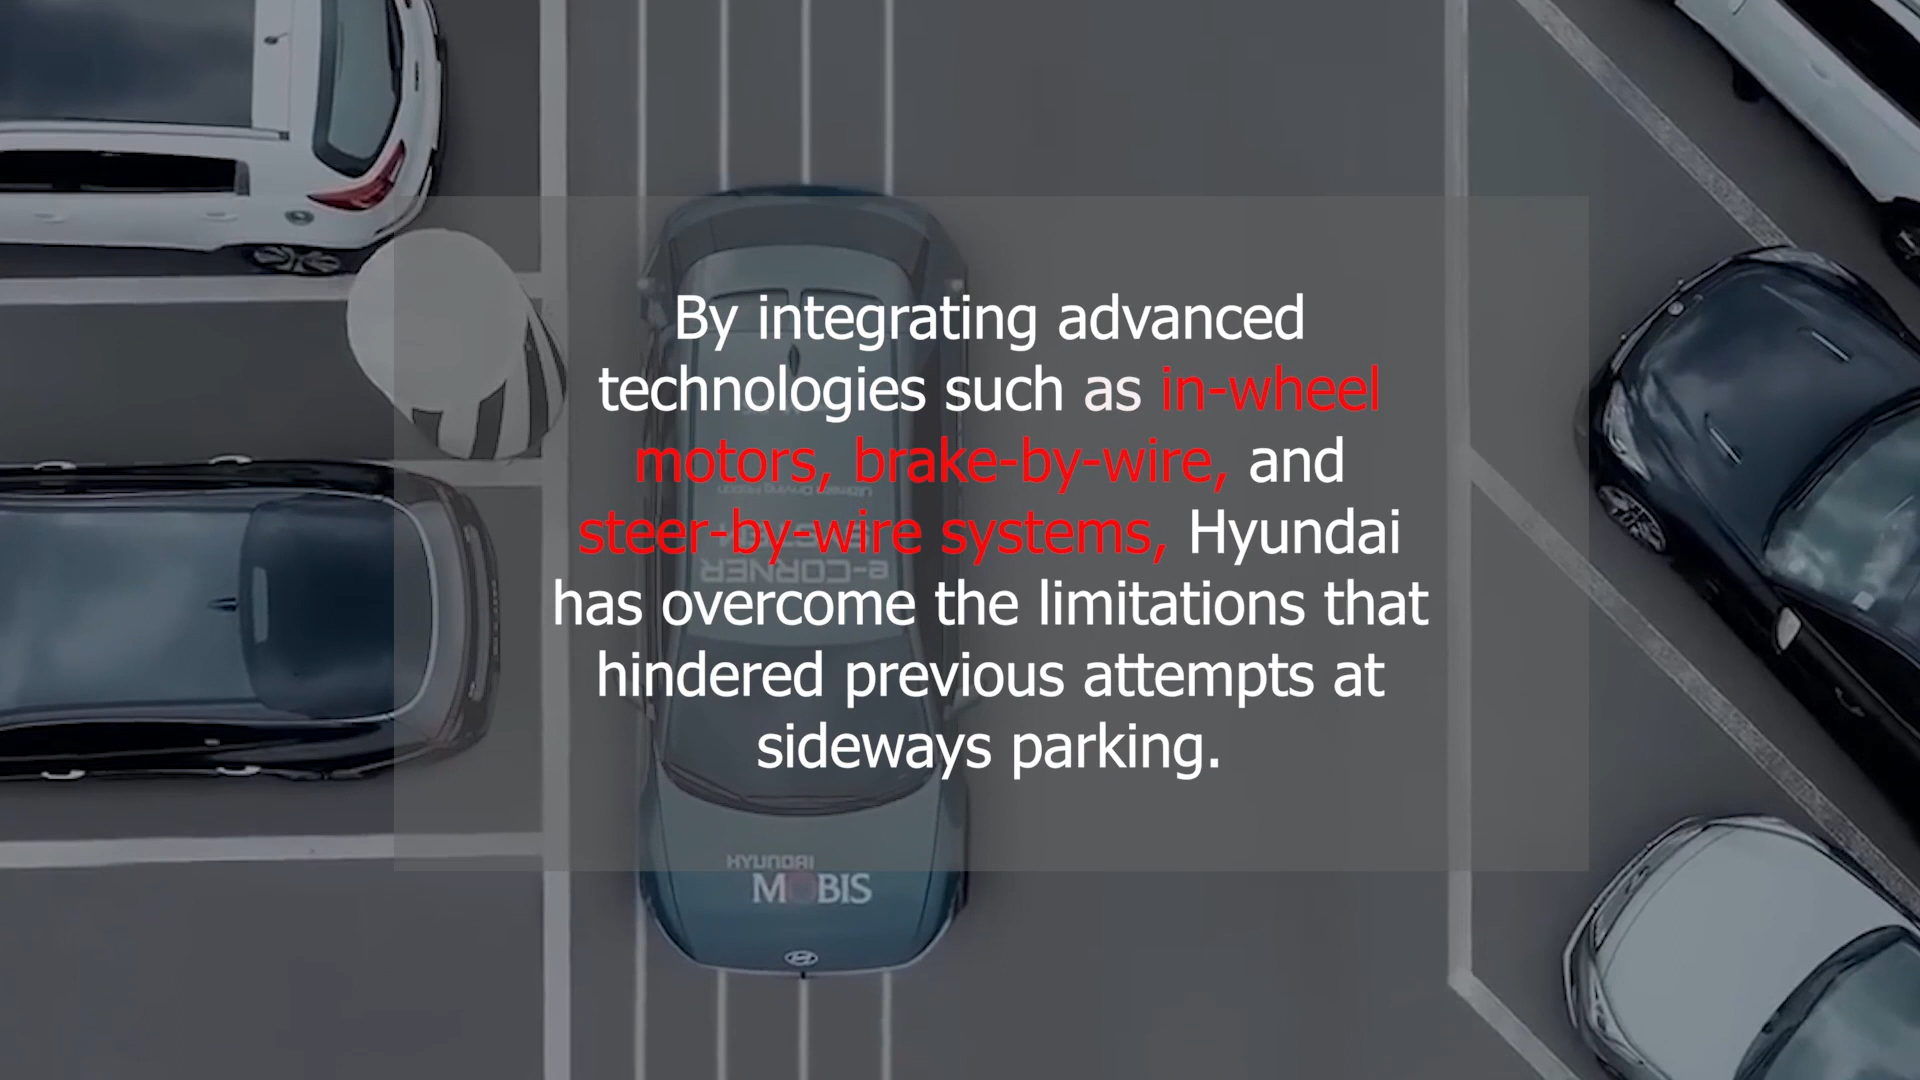 By integrating advanced
technologies such as in-wheel
motors, brake-by-wire, and
steer-by-wire systems, Hyundai
has overcome the limitations that
hindered previous attempts at
sideways parking.
e-CORNER
HYUNDAI
MOBIS